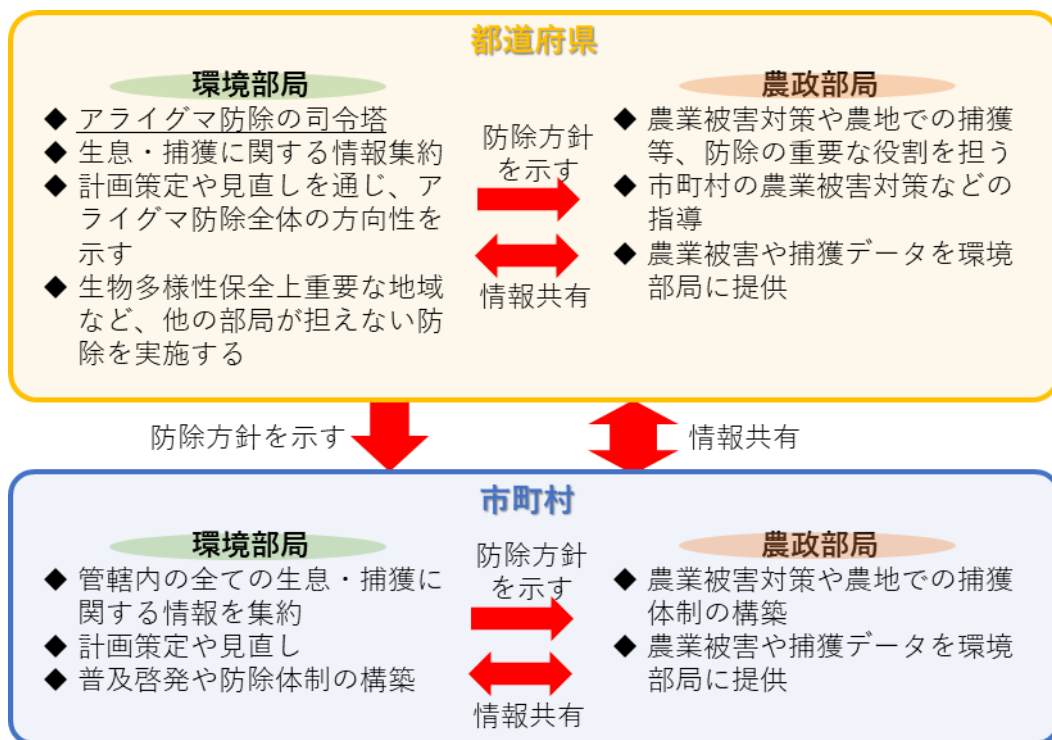 都道府県
環境部局
◆ アライグマ防除の司令塔
◆ 生息・捕獲に関する情報集約
◆ 計画策定や見直しを通じ、ア
ライグマ防除全体の方向性を
示す
◆ 生物多様性保全上重要な地域
など、他の部局が担えない防
除を実施する
防除方針
を示す
情報共有
農政部局
◆ 農業被害対策や農地での捕獲
等、防除の重要な役割を担う
◆ 市町村の農業被害対策などの
指導
◆ 農業被害や捕獲データを環境
部局に提供
防除方針を示す
情報共有
市町村
環境部局
◆ 管轄内の全ての生息・捕獲に
関する情報を集約
◆ 計画策定や見直し
◆ 普及啓発や防除体制の構築
防除方針
を示す
情報共有
農政部局
◆ 農業被害対策や農地での捕獲
体制の構築
◆ 農業被害や捕獲データを環境
部局に提供